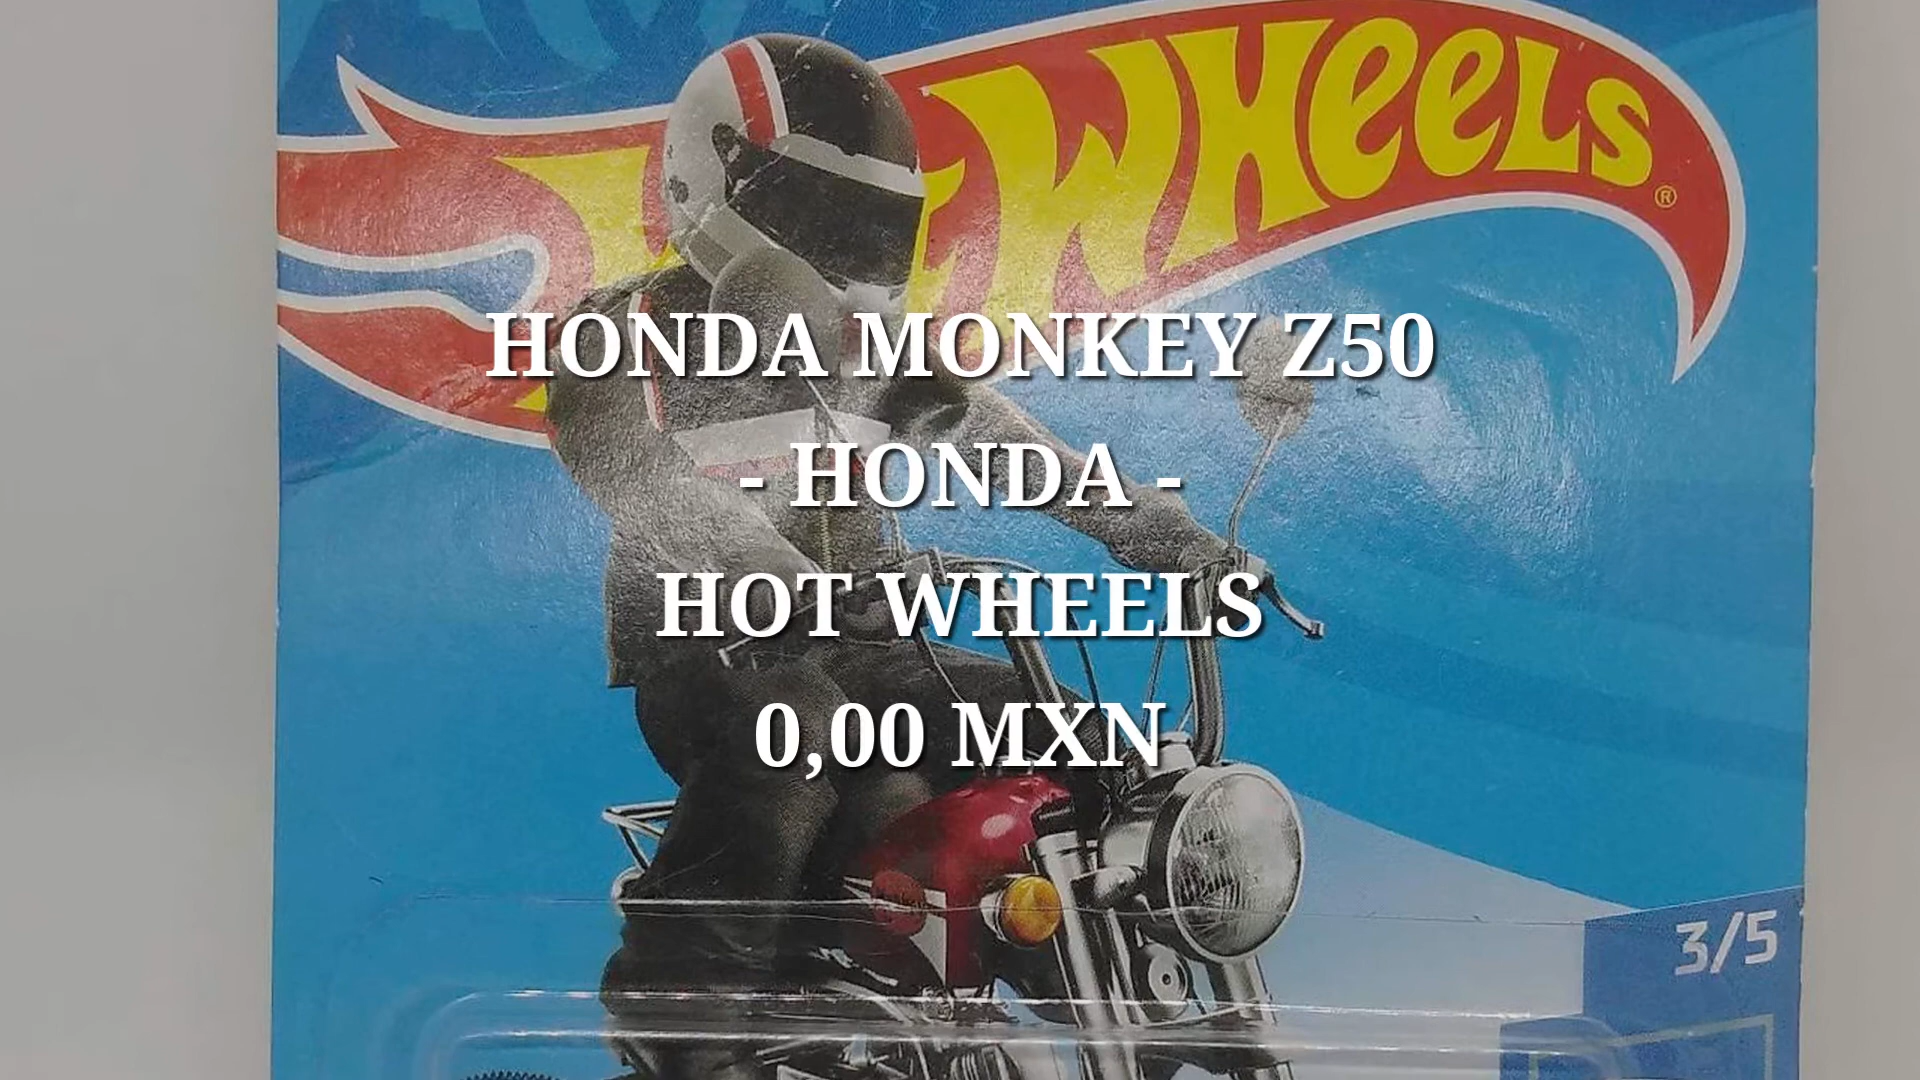 HOT WHEELS ®
HONDA MONKEY Z50
- HONDA -
HOT WHEELS
0,00 MXN
3/5